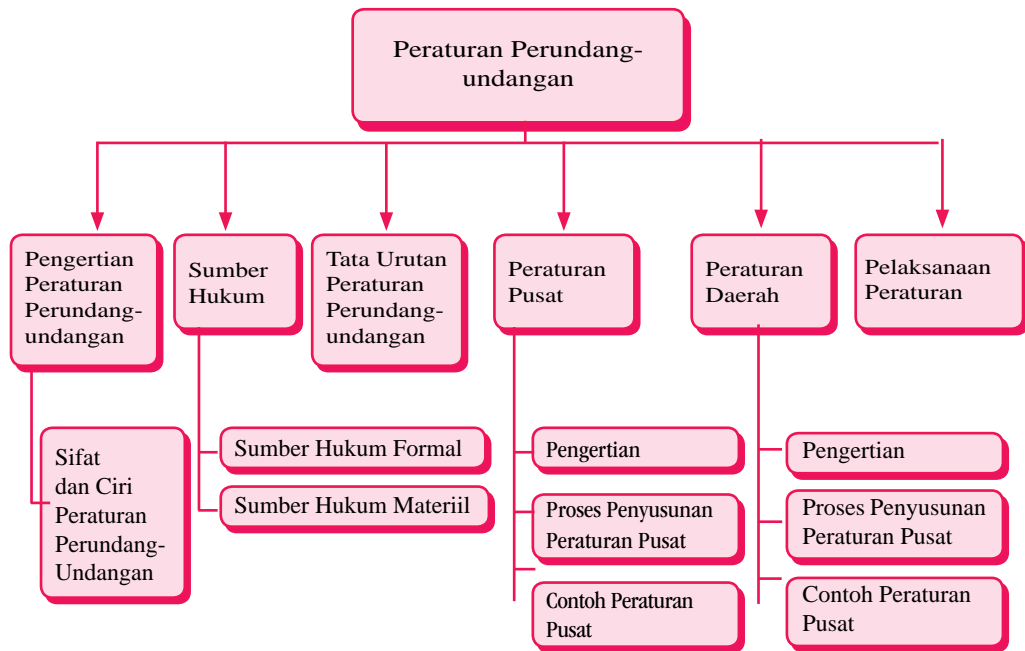 Peraturan Perundang-
undangan
Pengertian
Peraturan
Perundang-
undangan
Sumber
Hukum
Tata Urutan
Peraturan
Perundang-
undangan
Peraturan
Pusat
Peraturan
Daerah
Pelaksanaan
Peraturan
Sifat
dan Ciri
Peraturan
Perundang-
Undangan
Sumber Hukum Formal
Sumber Hukum Materiil
Pengertian
Proses Penyusunan
Peraturan Pusat
Contoh Peraturan
Pusat
Pengertian
Proses Penyusunan
Peraturan Pusat
Contoh Peraturan
Pusat